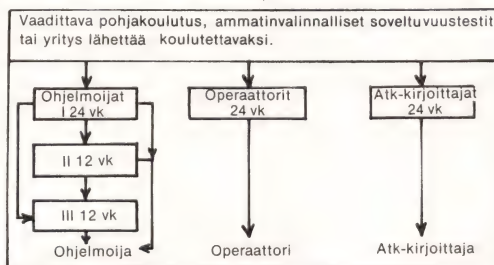 Vaadittava pohjakoulutus, ammatinvalinnalliset soveltuvuustestit
tai yritys lähettää koulutettavaksi.
Ohjelmoijat
I 24 vk
II 12 vk
III 12 vk
Ohjelmoija
Operaattorit
24 vk
Operaattori
Atk-kirjoittajat
24 vk
Atk-kirjoittaja